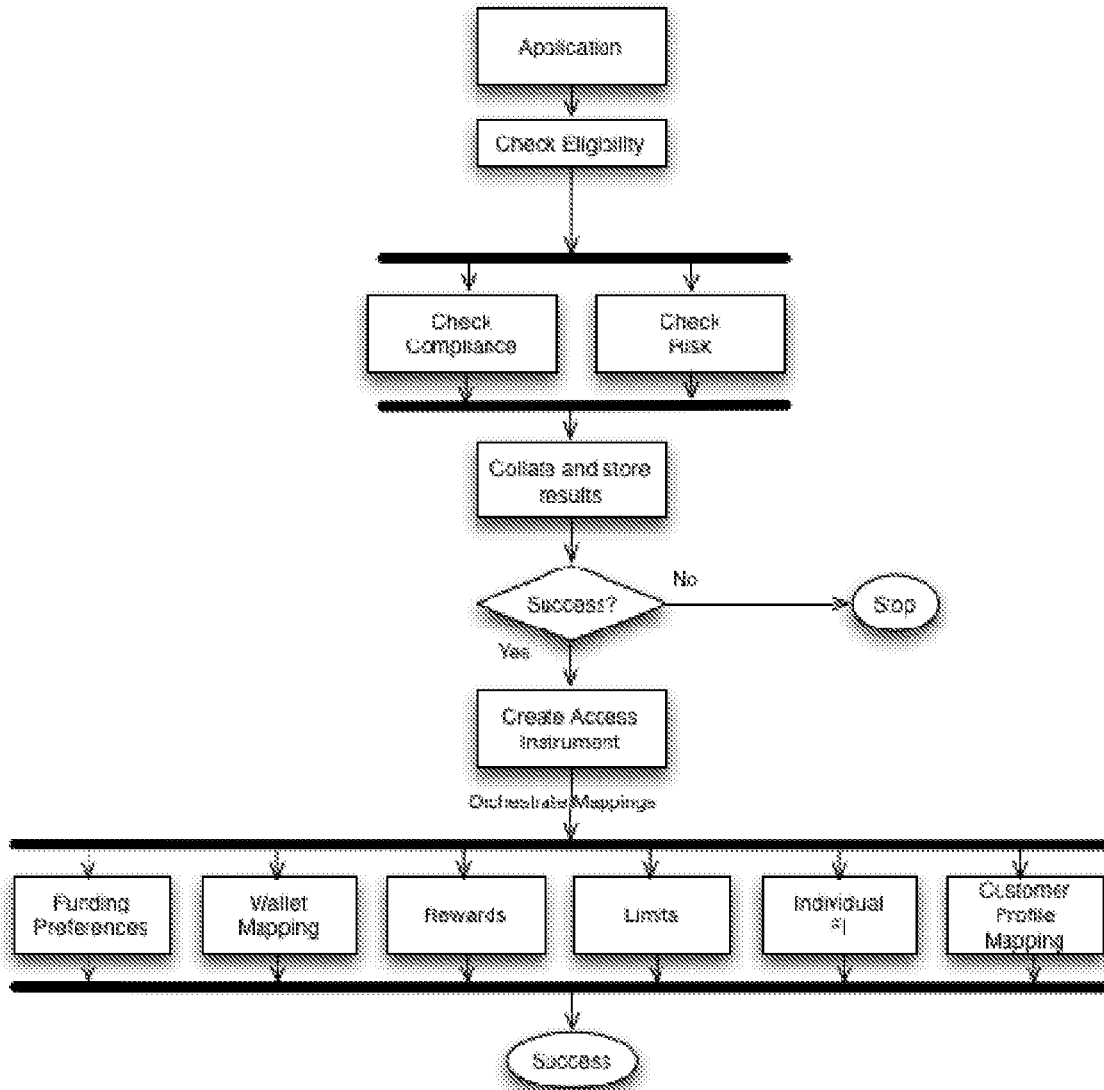 Application
Check Eligibility
Check
Compliance
Check
Risk
Collate and store
results
Success?
No
Stop
Yes
Create Access
Instrument
Orchestrate Mappings
Funding
Preferences
Wallet
Mapping
Rewards
Limits
Individual
Customer
Profile
Mapping
Success